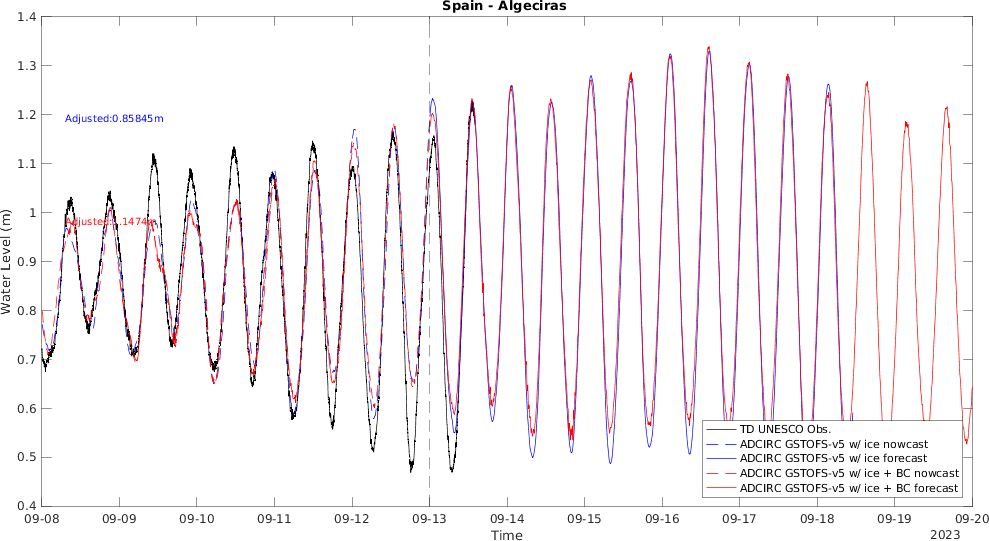 Spain - Algeciras
1.4
1.3
1.2
1.1
1
0.9
0.8
0.7
0.6
0.5
0.4
Water Level (m)
Adjusted:0.85845m
Adjusted: .1474m
TD UNESCO Obs.
ADCIRC GSTOFS-v5 w/ ice nowcast
ADCIRC GSTOFS-v5 w/ ice forecast
ADCIRC GSTOFS-v5 w/ ice + BC nowcast
ADCIRC GSTOFS-v5 w/ ice + BC forecast
09-08 09-09 09-10 09-11 09-12 09-13 09-14 09-15 09-16 09-17 09-18 09-19 09-20
Time
2023